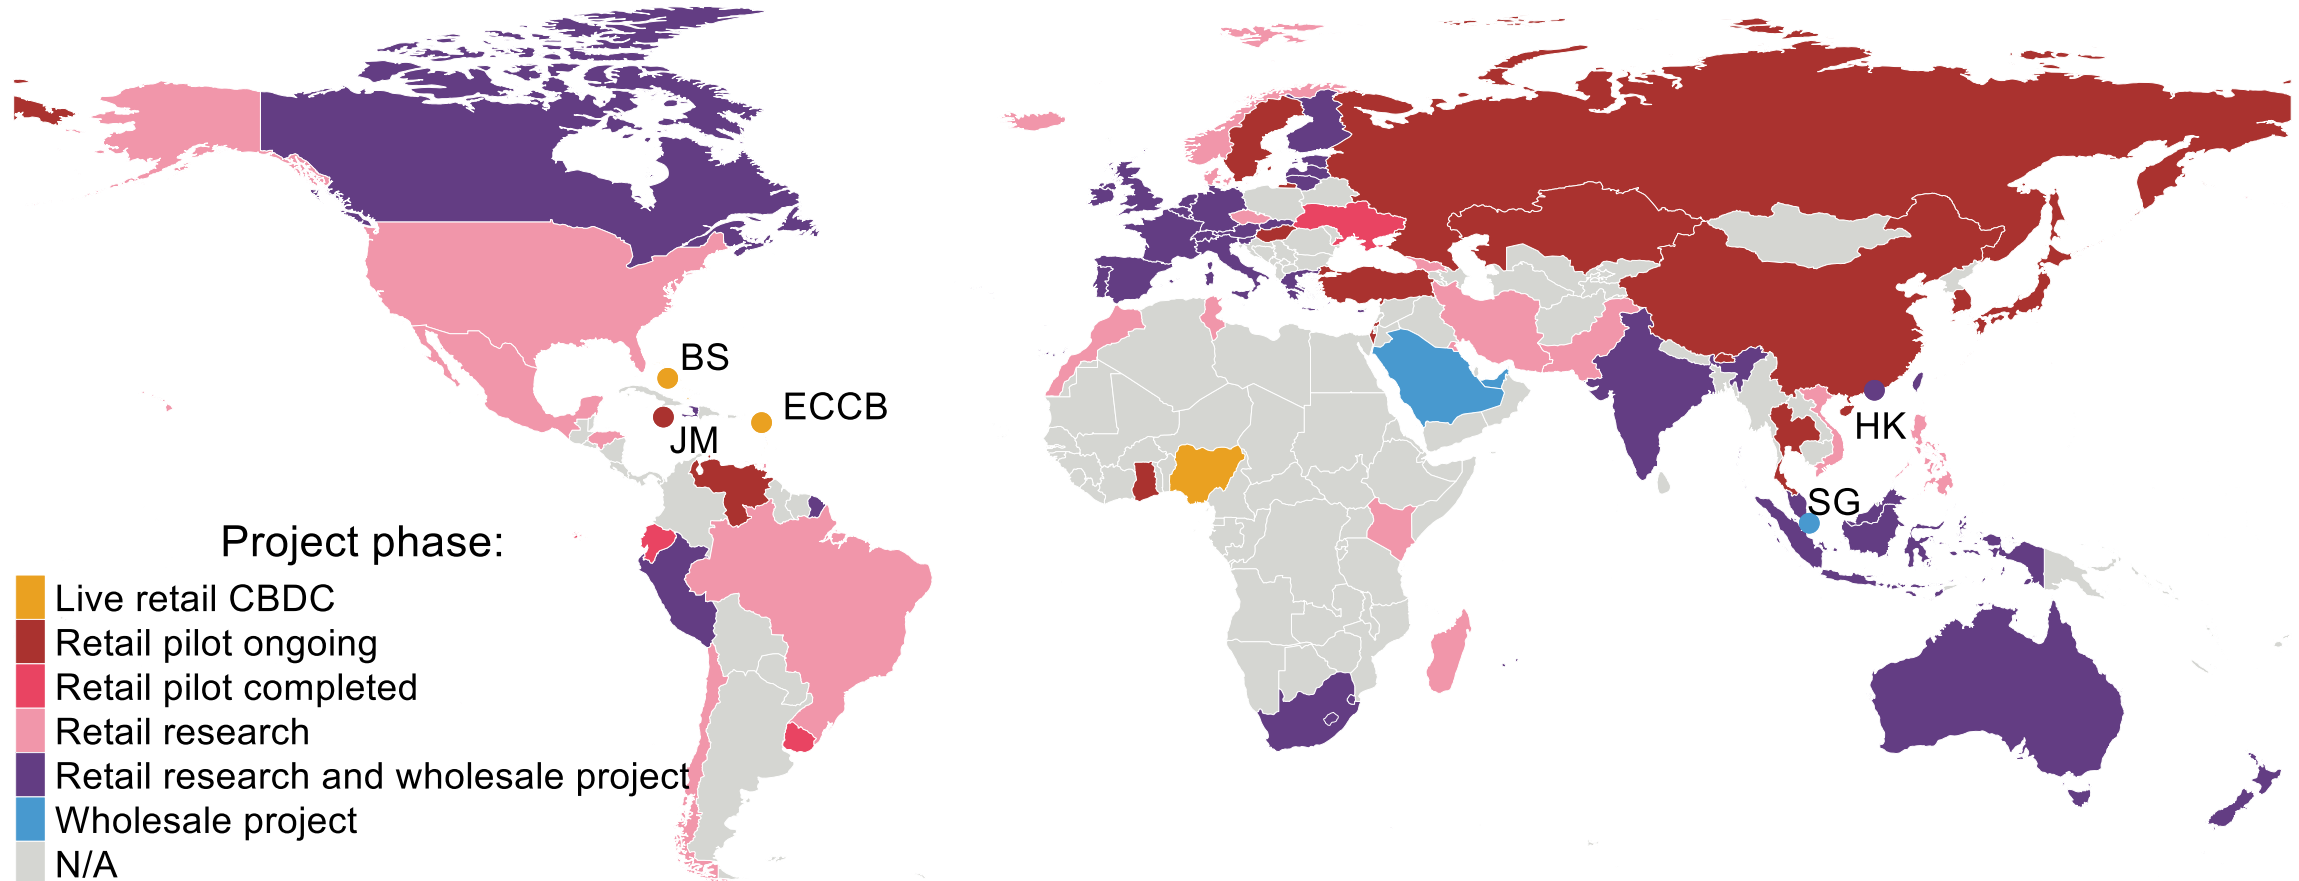 BS
ECCB
JM
HK
SG
Project phase:
Live retail CBDC
Retail pilot ongoing
Retail pilot completed
Retail research
Retail research and wholesale project
Wholesale project
N/A